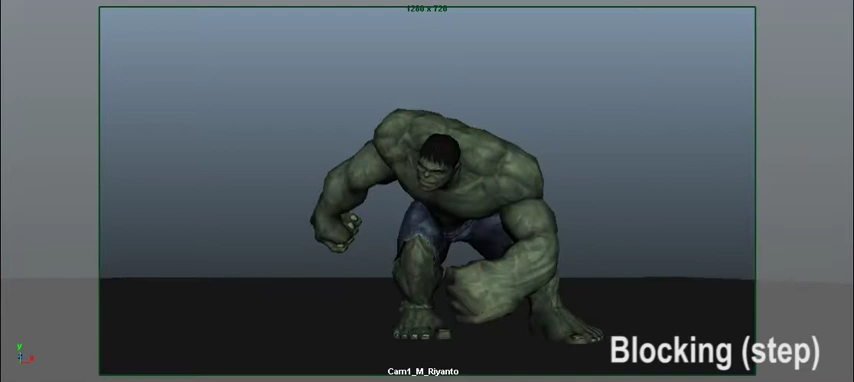 1280 x 720
y
x
Cam1_M_Riyanto
Blocking (step)